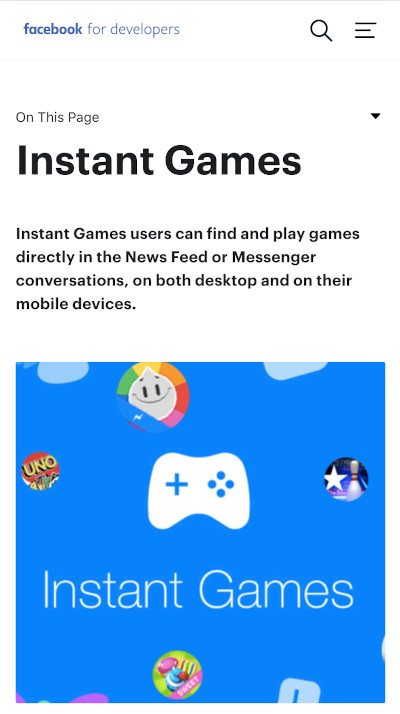 facebook for developers
On This Page
Instant Games
Instant Games users can find and play games
directly in the News Feed or Messenger
conversations, on both desktop and on their
mobile devices.
UNO
Instant Games
SWEET